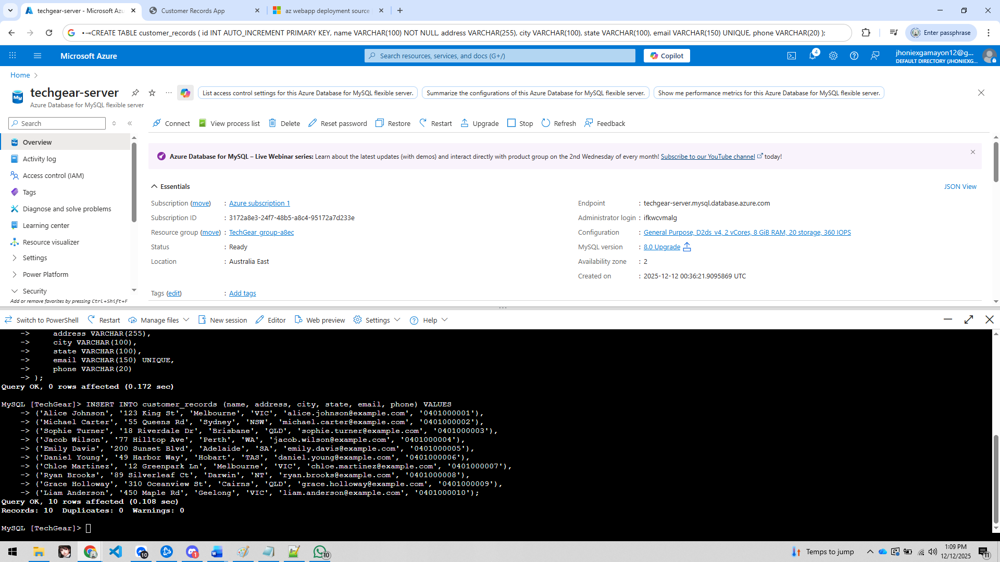 techgear-server - Microsoft Azu
Customer Records App
az webapp deployment source
CREATE TABLE customer_records ( id INT AUTO_INCREMENT PRIMARY KEY, name VARCHAR(100) NOT NULL, address VARCHAR(255), city VARCHAR(100), state VARCHAR(100), email VARCHAR(150) UNIQUE, phone VARCHAR(20) );
Enter passphrase
Microsoft Azure
Search resources, services, and docs (G+/)
Copilot
4
jhoniexgamayon12@g...
DEFAULT DIRECTORY (JHONIEXG...
Home
techgear-server
Azure Database for MySQL flexible server
List access control settings for this Azure Database for MySQL flexible server.
Summarize the configurations of this Azure Database for MySQL flexible server.
Show me performance metrics for this Azure Database for MySQL flexible server.
Search
Connect
View process list
Delete
Reset password
Restore
Restart
Upgrade
Stop
Refresh
Feedback
Overview
Activity log
Access control (IAM)
Tags
Diagnose and solve problems
Learning center
Resource visualizer
Settings
Power Platform
Security
Add or remove favorites by pressing Ctrl+Shift+F
Azure Database for MySQL – Live Webinar series: Learn about the latest updates (with demos) and interact directly with product group on the 2nd Wednesday of every month! Subscribe to our YouTube channel today!
Essentials
JSON View
Subscription (move) : Azure subscription 1
Subscription ID : 3172a8e3-24f7-48b5-a8c4-95172a7d233e
Resource group (move) : TechGear_group-a8ec
Status : Ready
Location : Australia East
Tags (edit) : Add tags
Endpoint : techgear-server.mysql.database.azure.com
Administrator login : ifkwcvmalg
Configuration : General Purpose, D2ds_v4, 2 vCores, 8 GiB RAM, 20 storage, 360 IOPS
MySQL version : 8.0 Upgrade
Availability zone : 2
Created on : 2025-12-12 00:36:21.9095869 UTC
Switch to PowerShell
Restart
Manage files
New session
Editor
Web preview
Settings
Help
-> address VARCHAR(255),
-> city VARCHAR(100),
-> state VARCHAR(100),
-> email VARCHAR(150) UNIQUE,
-> phone VARCHAR(20)
-> );
Query OK, 0 rows affected (0.172 sec)
MySQL [TechGear]> INSERT INTO customer_records (name, address, city, state, email, phone) VALUES
-> ('Alice Johnson', '123 King St', 'Melbourne', 'VIC', 'alice.johnson@example.com', '0401000001'),
-> ('Michael Carter', '55 Queens Rd', 'Sydney', 'NSW', 'michael.carter@example.com', '0401000002'),
-> ('Sophie Turner', '18 Riverdale Dr', 'Brisbane', 'QLD', 'sophie.turner@example.com', '0401000003'),
-> ('Jacob Wilson', '77 Hilltop Ave', 'Perth', 'WA', 'jacob.wilson@example.com', '0401000004'),
-> ('Emily Davis', '200 Sunset Blvd', 'Adelaide', 'SA', 'emily.davis@example.com', '0401000005'),
-> ('Daniel Young', '49 Harbor Way', 'Hobart', 'TAS', 'daniel.young@example.com', '0401000006'),
-> ('Chloe Martinez', '12 Greenpark Ln', 'Melbourne', 'VIC', 'chloe.martinez@example.com', '0401000007'),
-> ('Ryan Brooks', '89 Silverleaf Ct', 'Darwin', 'NT', 'ryan.brooks@example.com', '0401000008'),
-> ('Grace Holloway', '310 Oceanview St', 'Cairns', 'QLD', 'grace.holloway@example.com', '0401000009'),
-> ('Liam Anderson', '450 Maple Rd', 'Geelong', 'VIC', 'liam.anderson@example.com', '0401000010');
Query OK, 10 rows affected (0.108 sec)
Records: 10 Duplicates: 0 Warnings: 0
MySQL [TechGear]>
10
1
10
Temps to jump
1:09 PM
12/12/2025
11